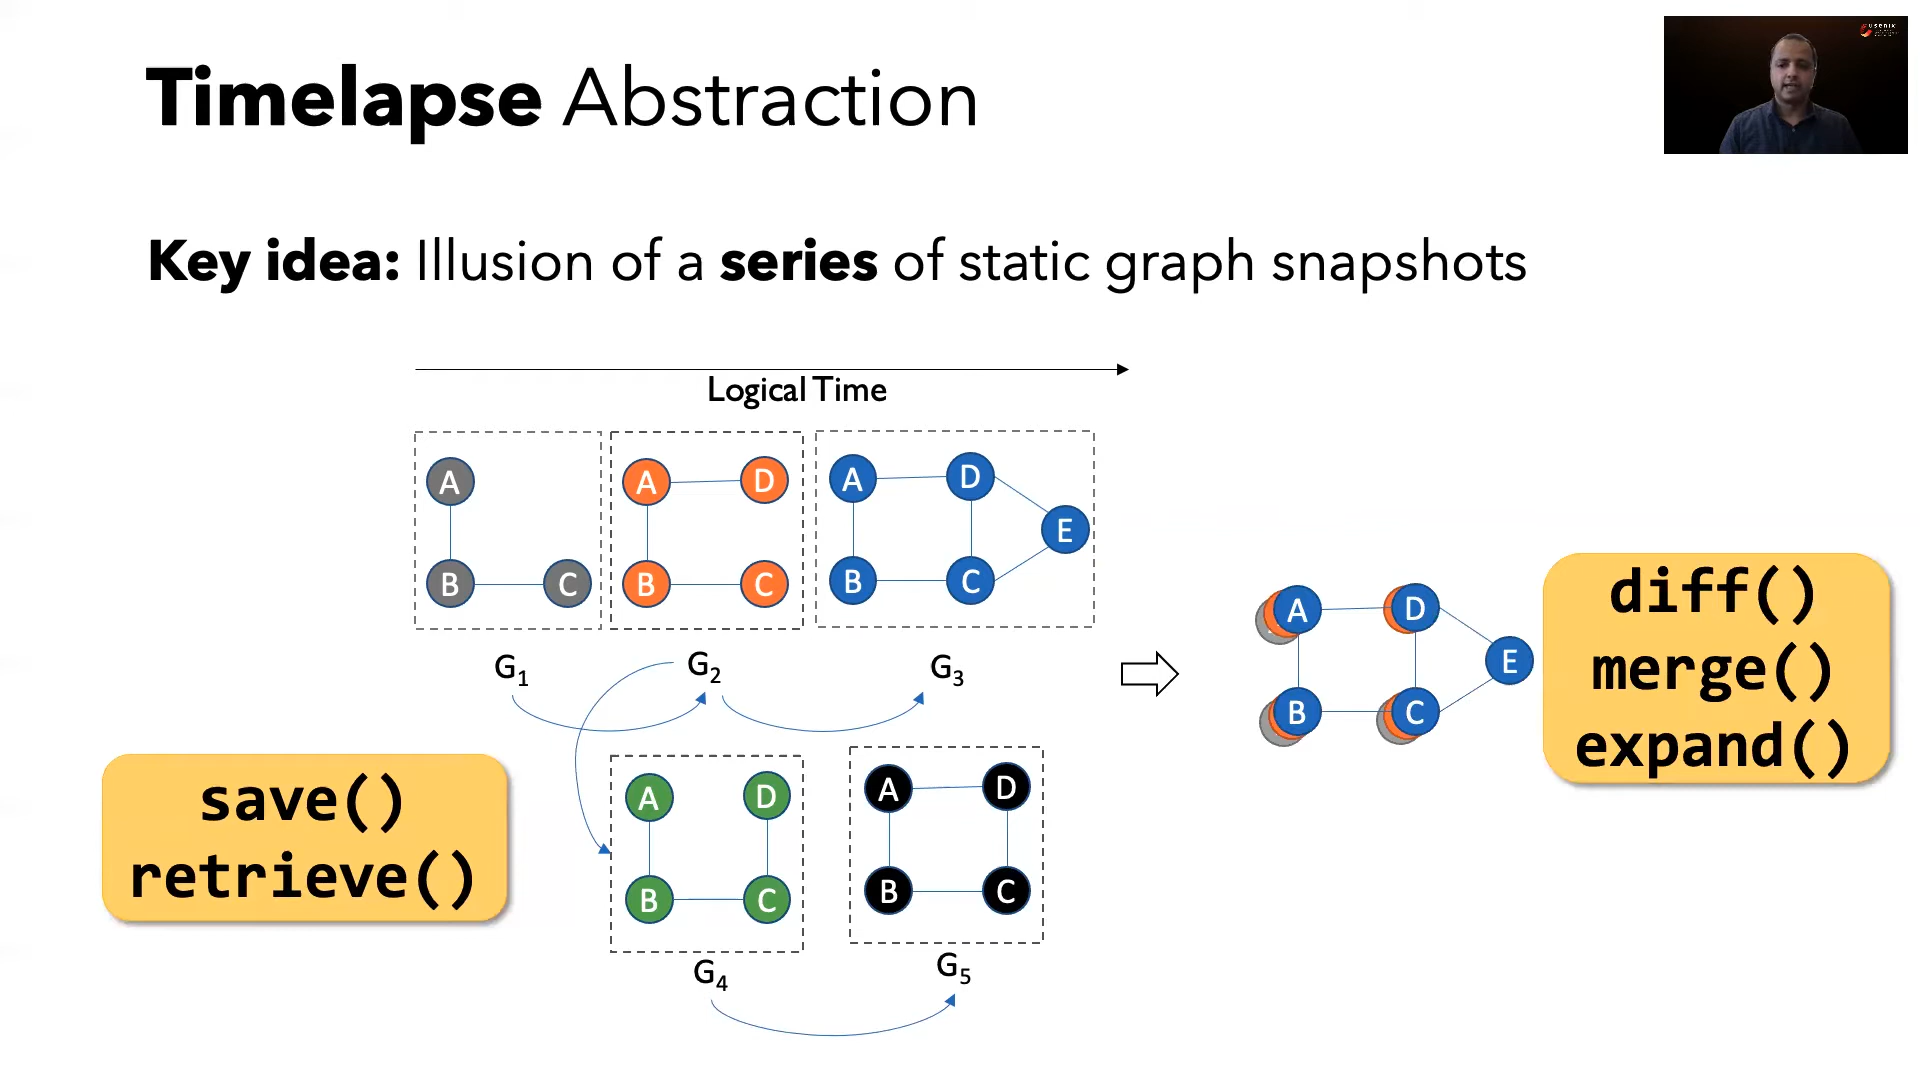 Timelapse Abstraction
USENIX
Key idea: Illusion of a series of static graph snapshots
Logical Time
A
B C
A D
B C
A D
E
B C
G1 G2 G3
A D
E
B C
diff()
merge()
expand()
save()
retrieve()
A D
B C
A D
B C
G4 G5